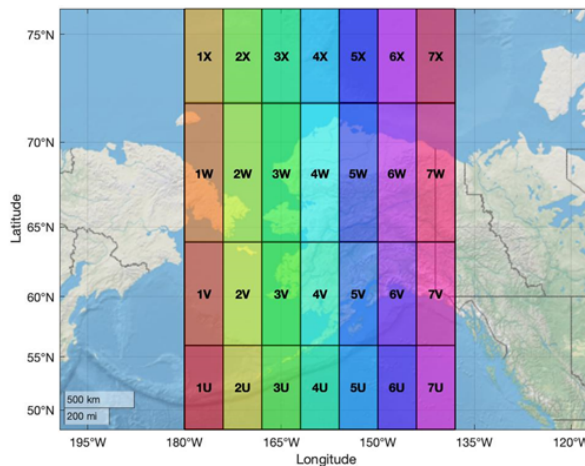 75°N
1X 2X 3X 4X 5X 6X 7X
70°N
1W 2W 3W 4W 5W 6W 7W
65°N
Latitude
60°N
1V 2V 3V 4V 5V 6V 7V
55°N
1U 2U 3U 4U 5U 6U 7U
500 km
200 mi
50°N
195°W 180°W 165°W 150°W 135°W 120°W
Longitude